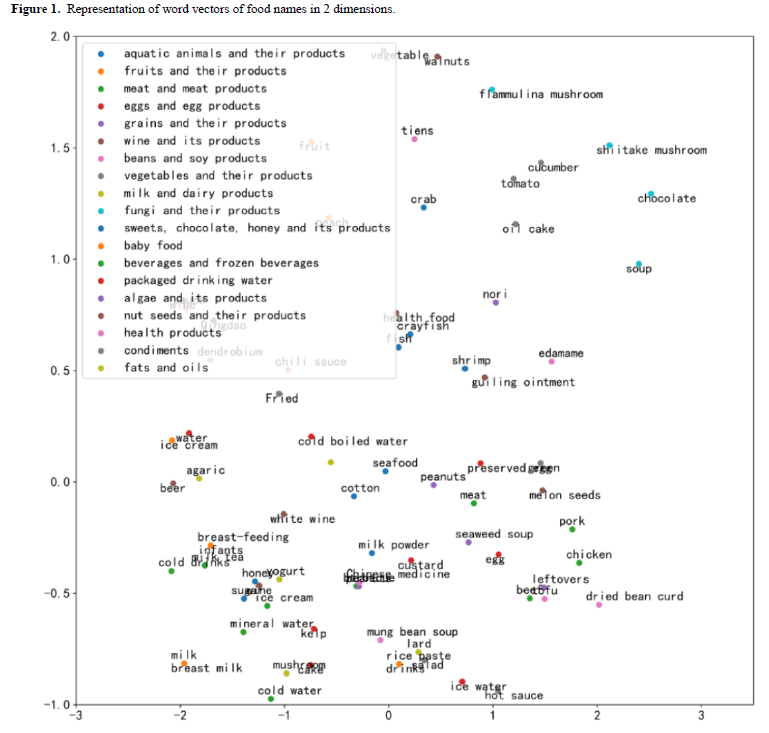 Figure 1. Representation of word vectors of food names in 2 dimensions.
2.0
1.5
1.0
0.5
0.0
−0.5
−1.0
−3
−2
−1
0
1
2
3
aquatic animals and their products
fruits and their products
meat and meat products
eggs and egg products
grains and their products
wine and its products
beans and soy products
vegetables and their products
milk and dairy products
fungi and their products
sweets, chocolate, honey and its products
baby food
beverages and frozen beverages
packaged drinking water
algae and its products
nut seeds and their products
health products
condiments
fats and oils
vegetable
walnuts
flammulina mushroom
tiens
fruit
shiitake mushroom
cucumber
tomato
chocolate
crab
peach
oil cake
soup
nori
health food
crayfish
Qingdao
fish
dendrobium
chili sauce
shrimp
edamame
guiling ointment
Fried
water
ice cream
cold boiled water
agaric
seafood
preserved egg
green
beer
cotton
peanuts
meat
melon seeds
white wine
pork
breast-feeding
infants
milk tea
cold drinks
milk powder
seaweed soup
egg
chicken
custard
Chinese medicine
honey
yogurt
ice cream
leftovers
beef
tofu
dried bean curd
mineral water
kelp
mung bean soup
lard
rice paste
milk
breast milk
mushroom
cake
drinks
salad
cold water
ice water
hot sauce